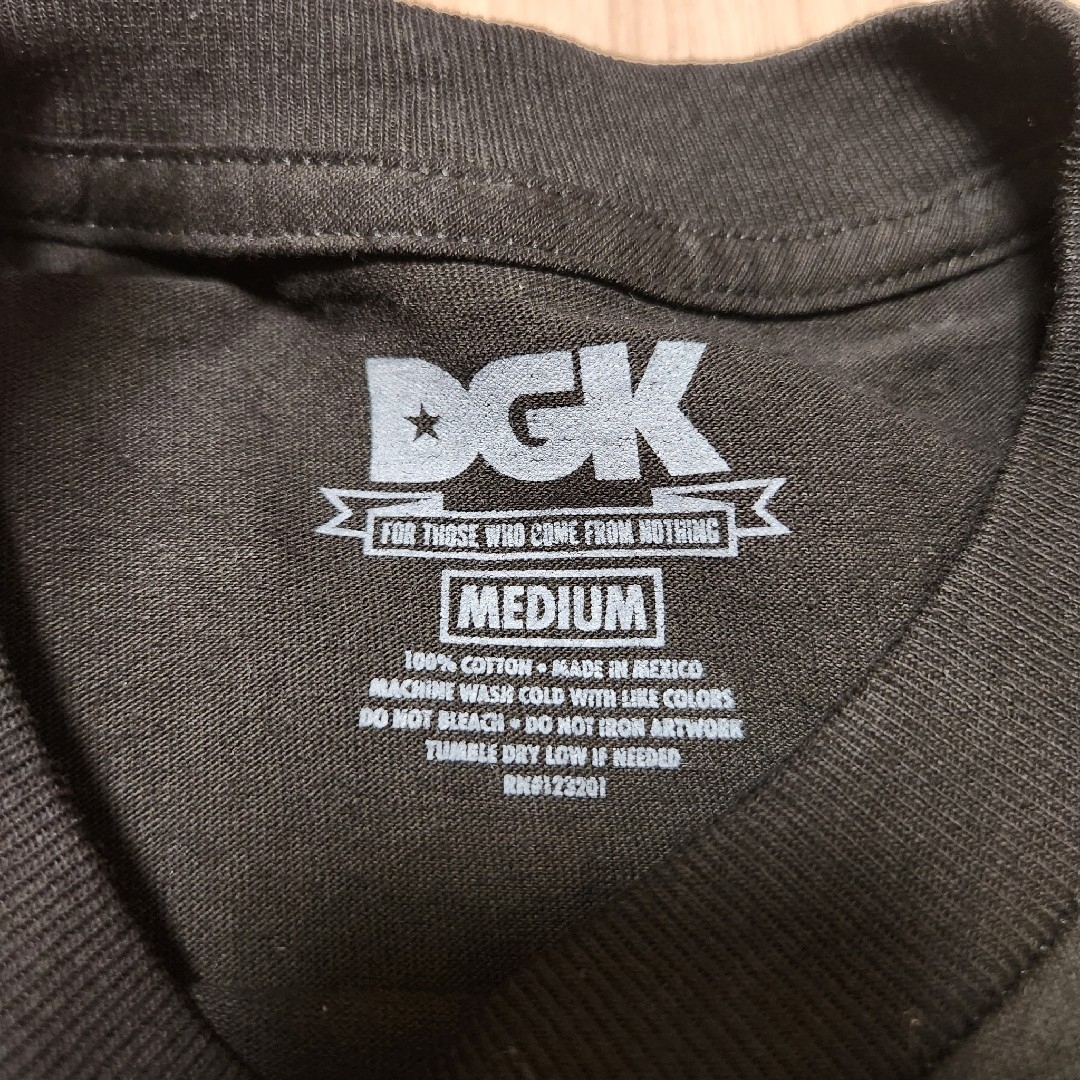 DGK
FOR THOSE WHO COME FROM NOTHING
MEDIUM
100% COTTON • MADE IN MEXICO
MACHINE WASH COLD WITH LIKE COLORS
DO NOT BLEACH • DO NOT IRON ARTWORK
TUMBLE DRY LOW IF NEEDED
RN#123201